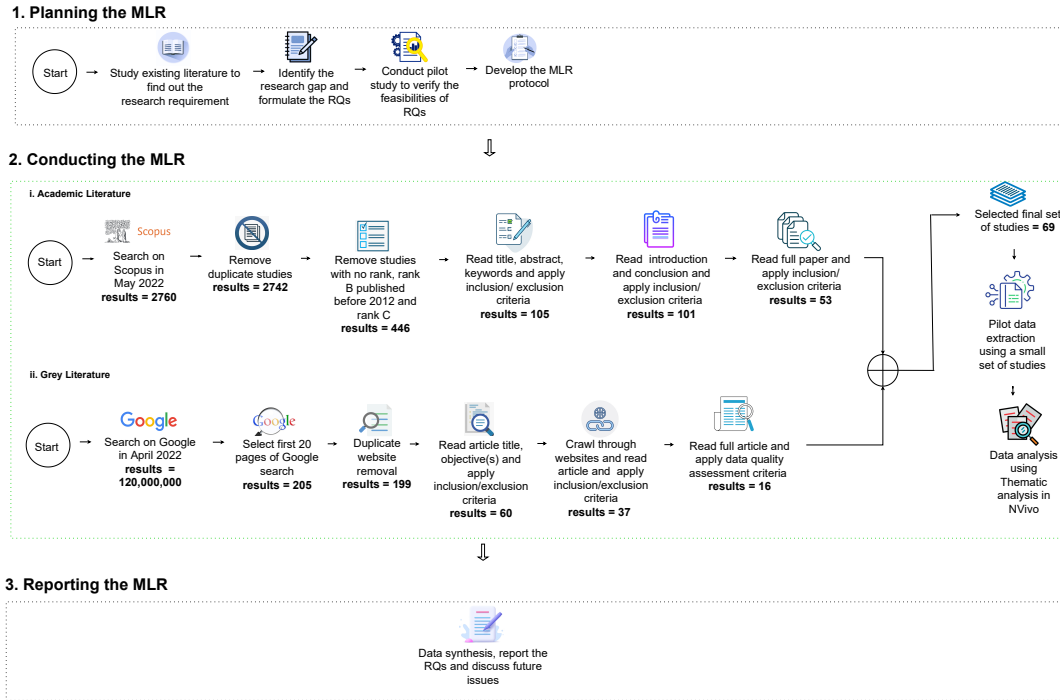 1. Planning the MLR
Start
Study existing literature to
find out the
research requirement
Identify the
research gap and
formulate the RQs
Conduct pilot
study to verify the
feasibilities of
RQs
Develop the MLR
protocol
2. Conducting the MLR
i. Academic Literature
Start
Scopus
Search on
Scopus in
May 2022
results = 2760
Remove
duplicate studies
results = 2742
Remove studies
with no rank, rank
B published
before 2012 and
rank C
results = 446
Read title, abstract,
keywords and apply
inclusion/ exclusion
criteria
results = 105
Read introduction
and conclusion and
apply inclusion/
exclusion criteria
results = 101
Read full paper and
apply inclusion/
exclusion criteria
results = 53
Selected final set
of studies = 69
Pilot data
extraction
using a small
set of studies
Data analysis
using
Thematic
analysis in
NVivo
ii. Grey Literature
Start
Google
Search on Google
in April 2022
results =
120,000,000
Google
Select first 20
pages of Google
search
results = 205
Duplicate
website
removal
results = 199
Read article title,
objective(s) and
apply
inclusion/exclusion
criteria
results = 60
Crawl through
websites and read
article and apply
inclusion/exclusion
criteria
results = 37
Read full article and
apply data quality
assessment criteria
results = 16
3. Reporting the MLR
Data synthesis, report the
RQs and discuss future
issues